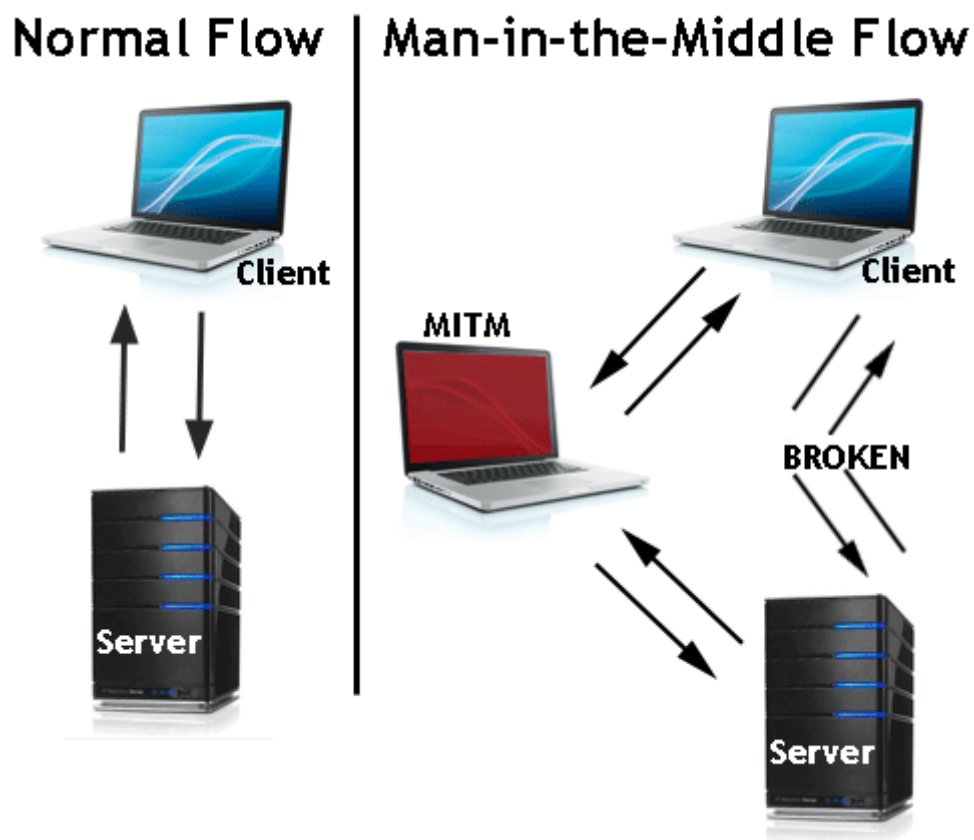 Normal Flow
Man-in-the-Middle Flow
Client
Server
Client
MITM
BROKEN
Server